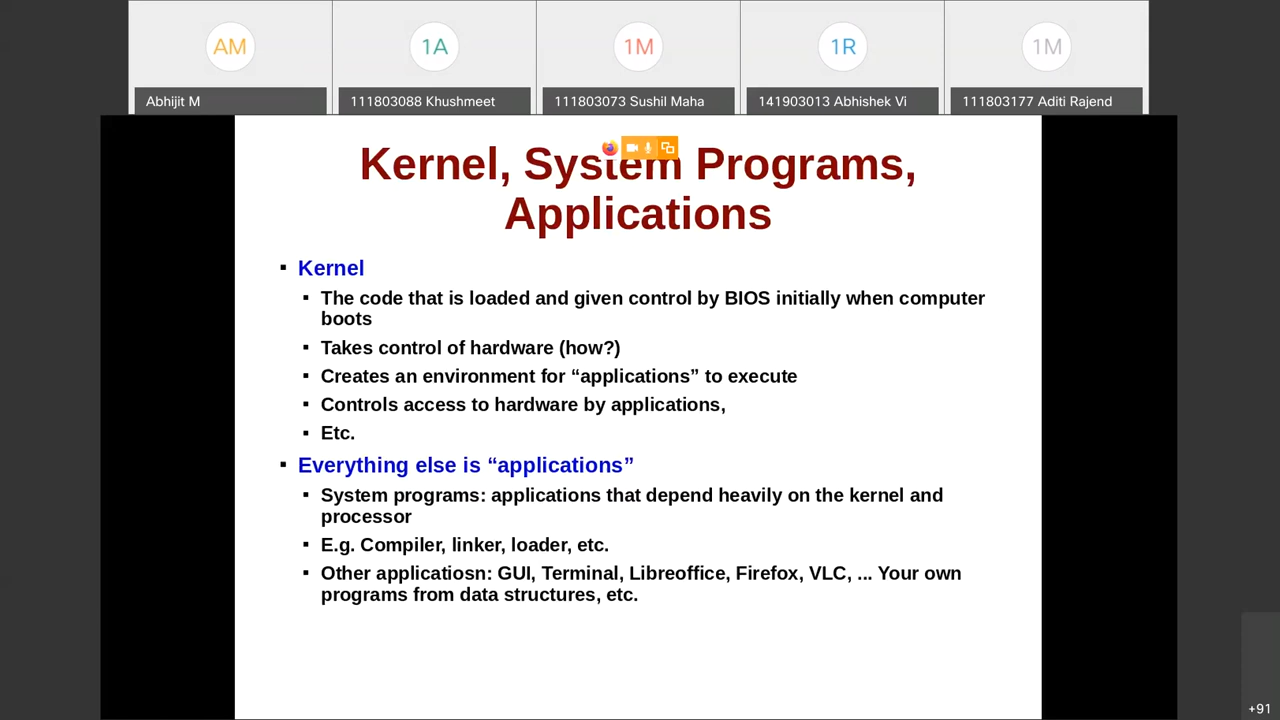 AM
1A
1M
1R
1M
Abhijit M
111803088 Khushmeet
111803073 Sushil Maha
141903013 Abhishek Vi
111803177 Aditi Rajend
Kernel, System Programs,
Applications
Kernel
The code that is loaded and given control by BIOS initially when computer
boots
Takes control of hardware (how?)
Creates an environment for “applications” to execute
Controls access to hardware by applications,
Etc.
Everything else is “applications”
System programs: applications that depend heavily on the kernel and
processor
E.g. Compiler, linker, loader, etc.
Other applicatiosn: GUI, Terminal, Libreoffice, Firefox, VLC, ... Your own
programs from data structures, etc.
+91